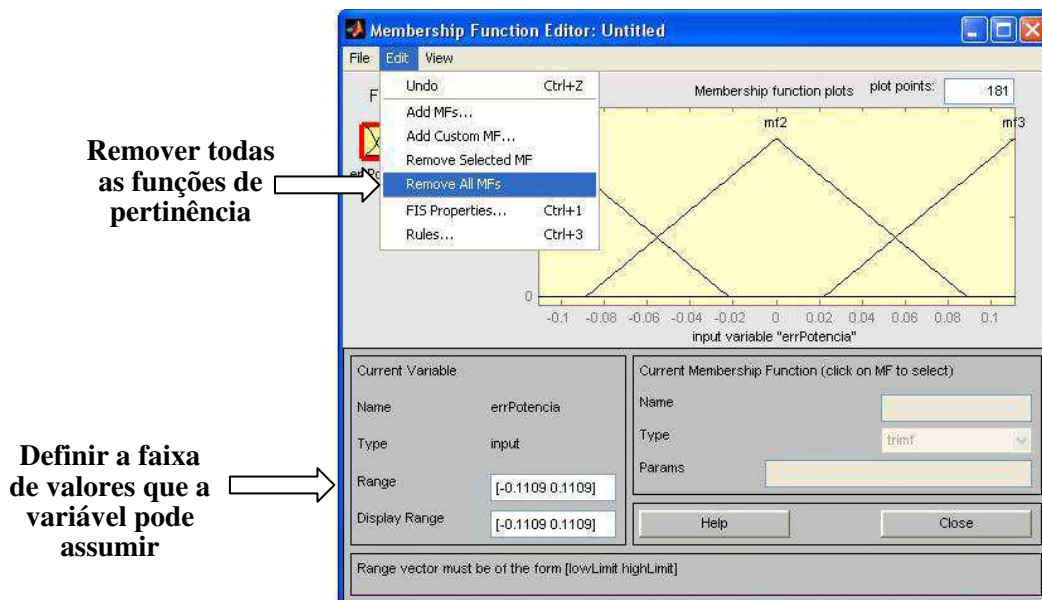 Membership Function Editor: Untitled
File Edit View
Undo Ctrl+Z
Add MFs...
Add Custom MF...
Remove Selected MF
Remove All MFs
FIS Properties... Ctrl+1
Rules... Ctrl+3
Membership function plots plot points: 181
mf2 mf3
0
-0.1 -0.08 -0.06 -0.04 -0.02 0 0.02 0.04 0.06 0.08 0.1
input variable "errPotencia"
Remover todas
as funções de
pertinência
Current Variable
Name errPotencia
Type input
Range [-0.1109 0.1109]
Display Range [-0.1109 0.1109]
Current Membership Function (click on MF to select)
Name
Type trimf
Params
Help Close
Range vector must be of the form [lowLimit highLimit]
Definir a faixa
de valores que a
variável pode
assumir